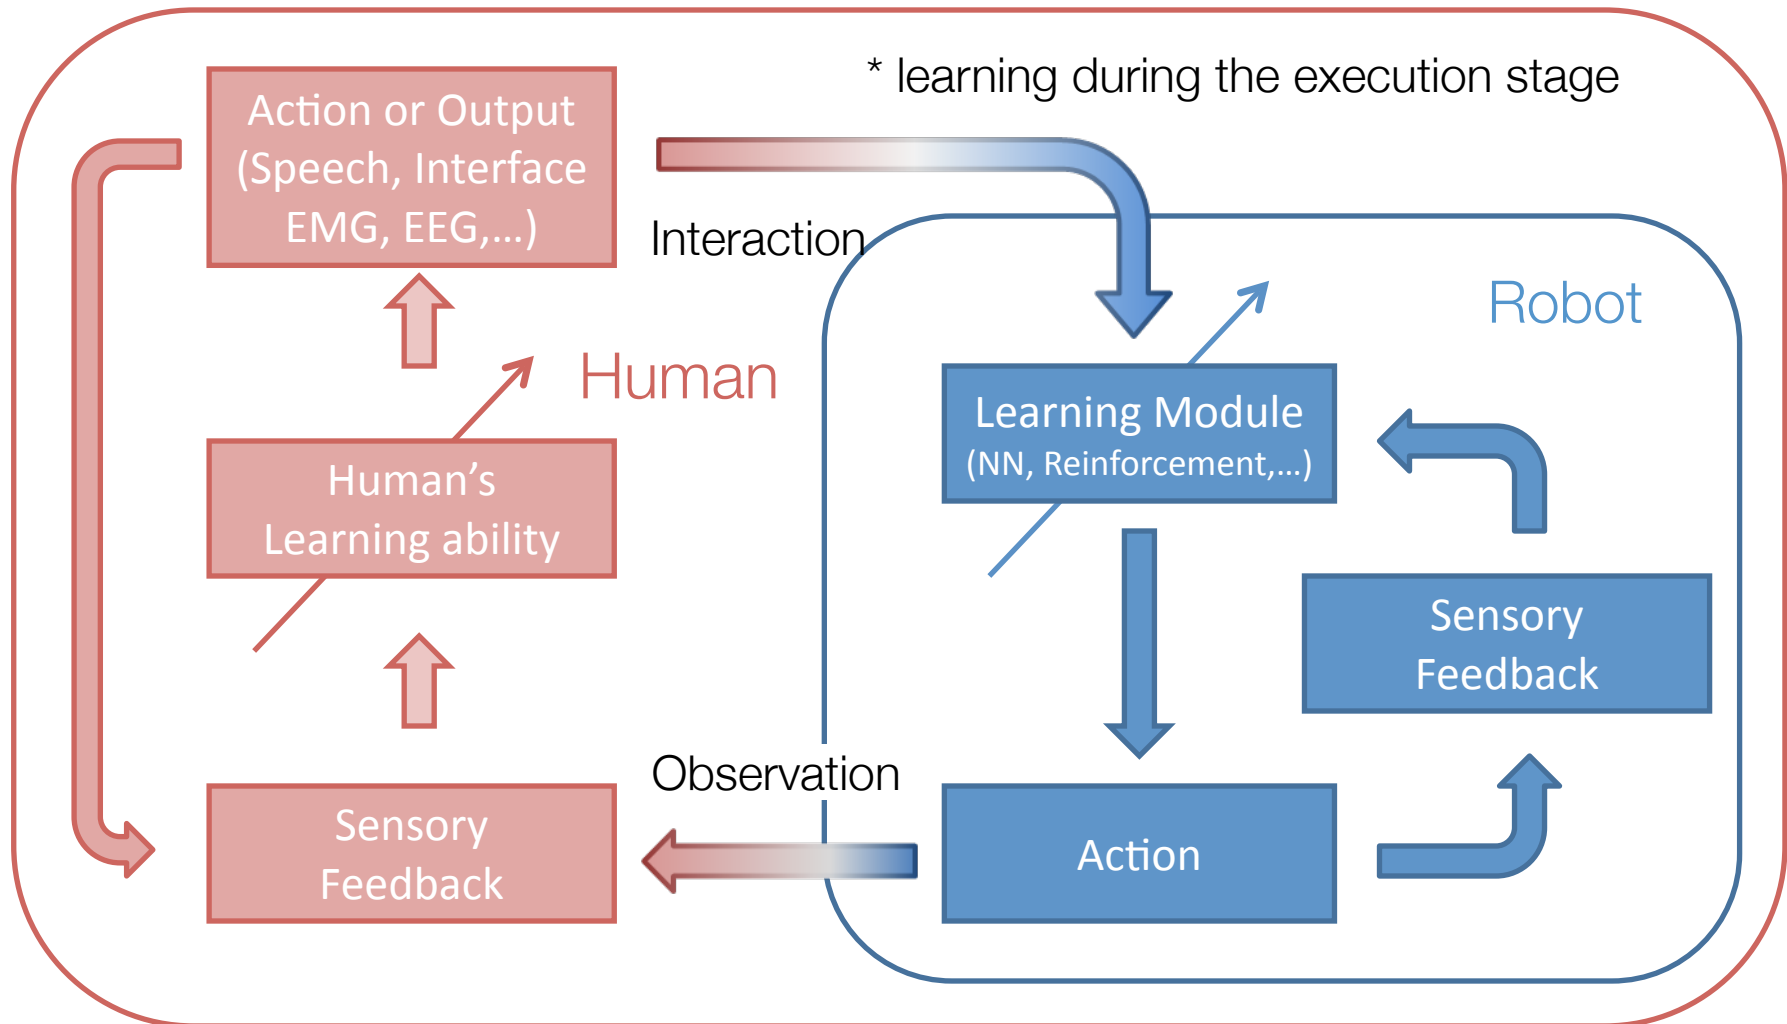 * learning during the execution stage
Action or Output
(Speech, Interface
EMG, EEG,...)
Interaction
Robot
Human
Learning Module
(NN, Reinforcement,...)
Human's
Learning ability
Sensory
Feedback
Observation
Sensory
Feedback
Action